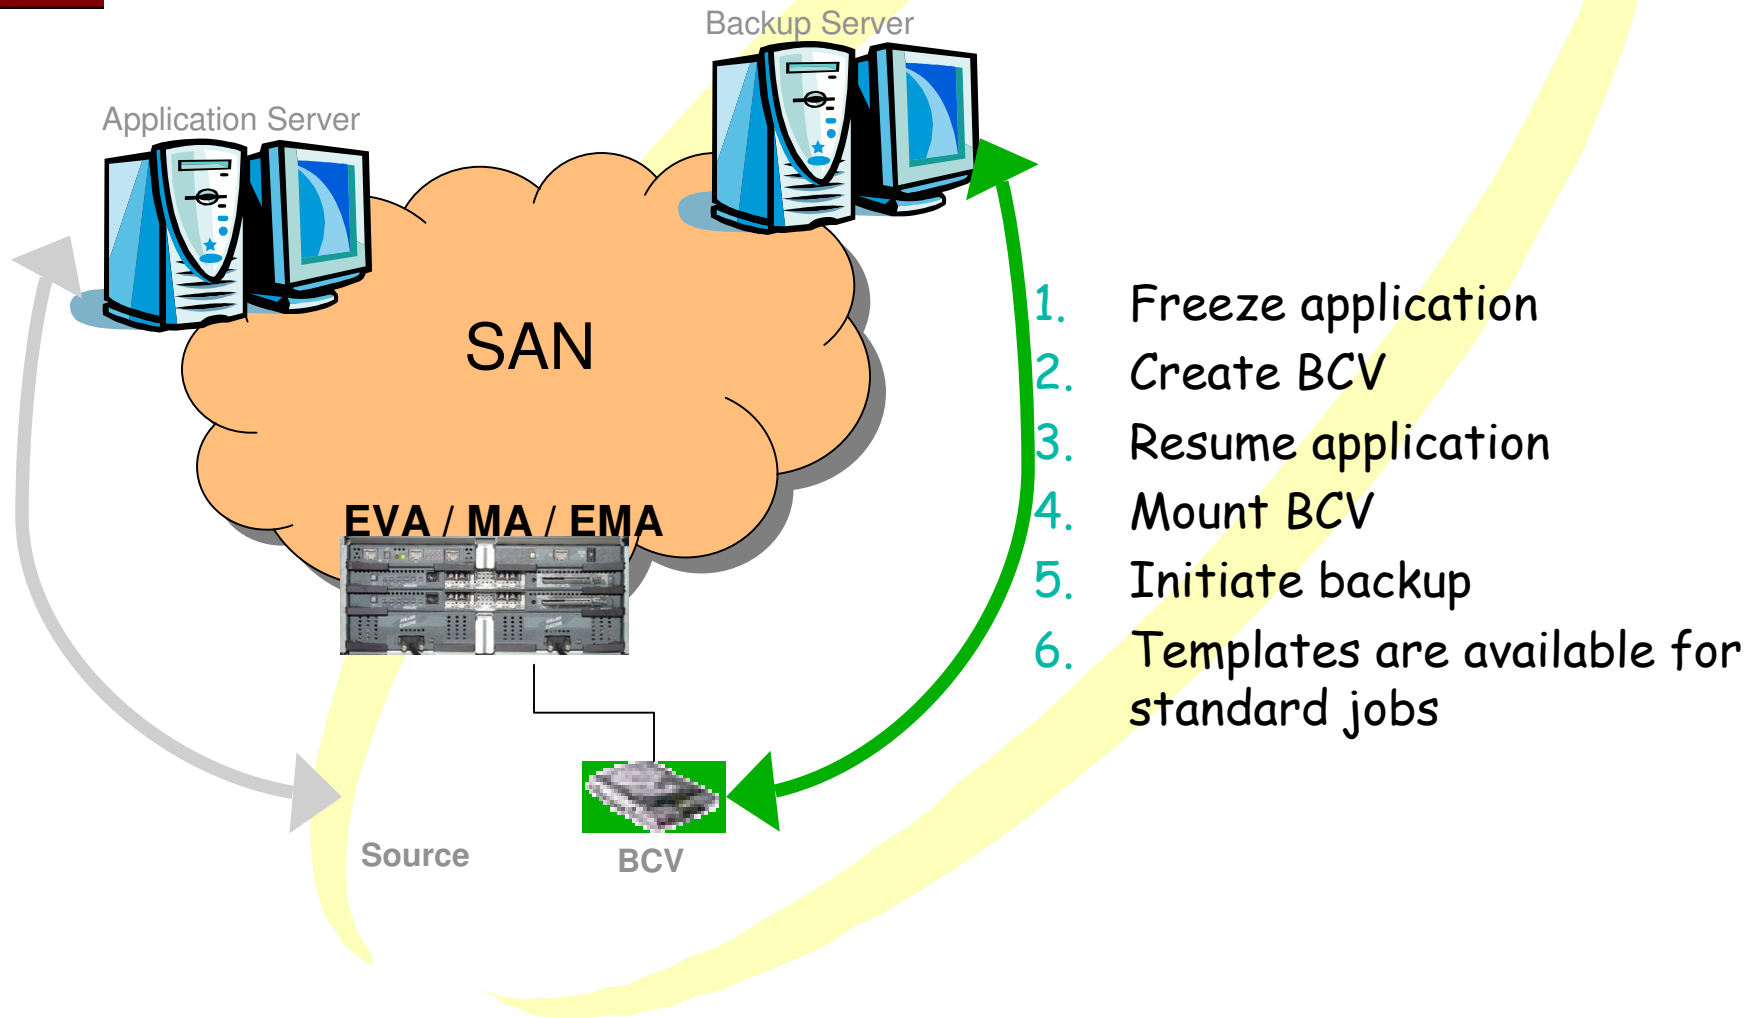 Backup Server
Application Server
SAN
EVA / MA / EMA
Source
BCV
1. Freeze application
2. Create BCV
3. Resume application
4. Mount BCV
5. Initiate backup
6. Templates are available for
standard jobs